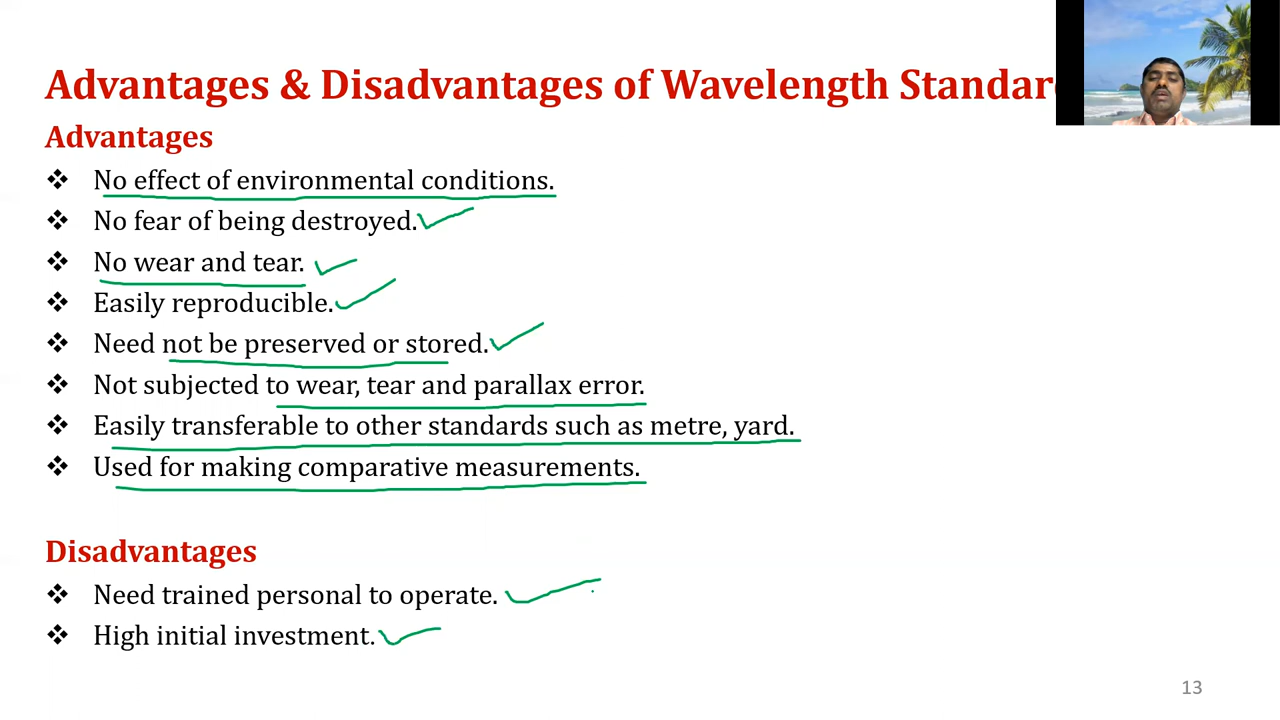 Advantages & Disadvantages of Wavelength Standar
Advantages
❖ No effect of environmental conditions.
❖ No fear of being destroyed.
❖ No wear and tear.
❖ Easily reproducible.
❖ Need not be preserved or stored.
❖ Not subjected to wear, tear and parallax error.
❖ Easily transferable to other standards such as metre, yard.
❖ Used for making comparative measurements.
Disadvantages
❖ Need trained personal to operate.
❖ High initial investment.
13